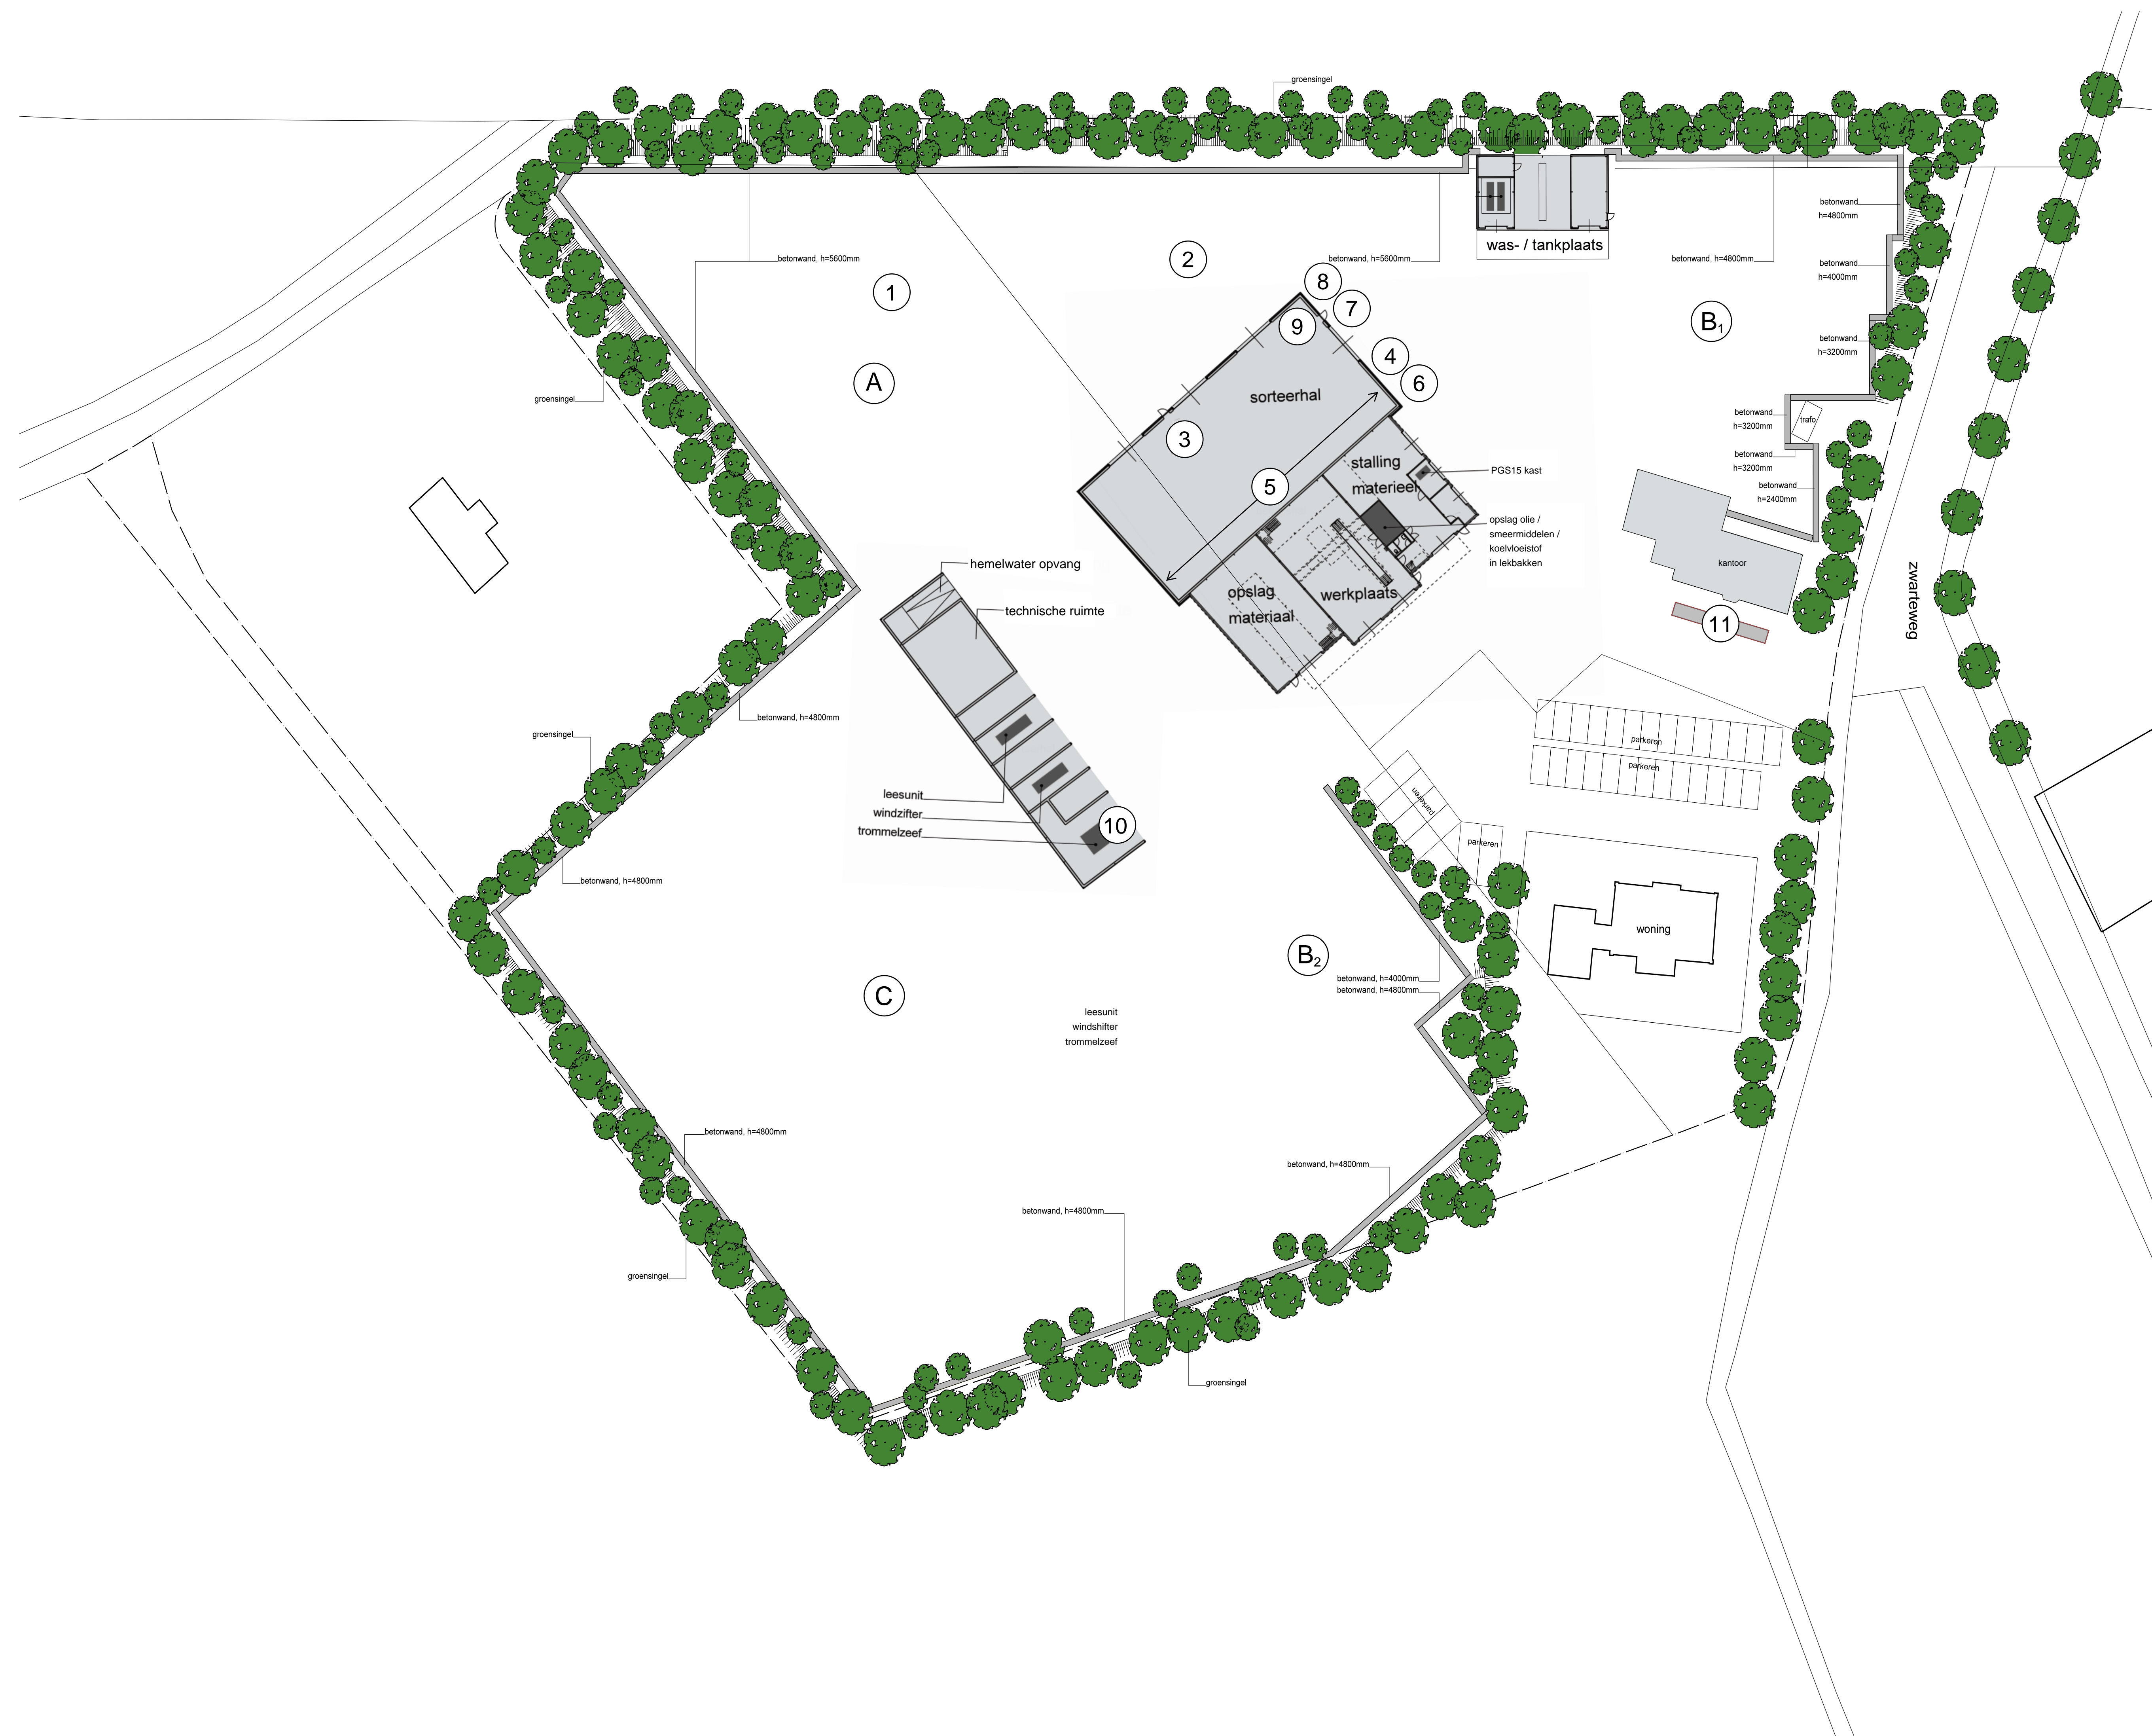 groensingel
betonwand
h=4800mm
was- / tankplaats
betonwand, h=5600mm
betonwand, h=5600mm
betonwand, h=4800mm
betonwand
h=4000mm
2
8
1
7
9
B1
betonwand
h=3200mm
4
A
6
groensingel
sorteerhal
betonwand
h=3200mm
trafo
3
stalling
materieel
PGS15 kast
betonwand
h=3200mm
5
betonwand
h=2400mm
opslag olie /
smeermiddelen /
koelvloeistof
in lekbakken
hemelwater opvang
kantoor
zwarteweg
opslag
materiaal
werkplaats
technische ruimte
11
betonwand, h=4800mm
groensingel
parkeren
parkeren
leesunit
windzifter
trommelzeef
10
parkeren
parkeren
betonwand, h=4800mm
woning
B2
betonwand, h=4000mm
betonwand, h=4800mm
C
leesunit
windshifter
trommelzeef
betonwand, h=4800mm
betonwand, h=4800mm
betonwand, h=4800mm
groensingel
groensingel